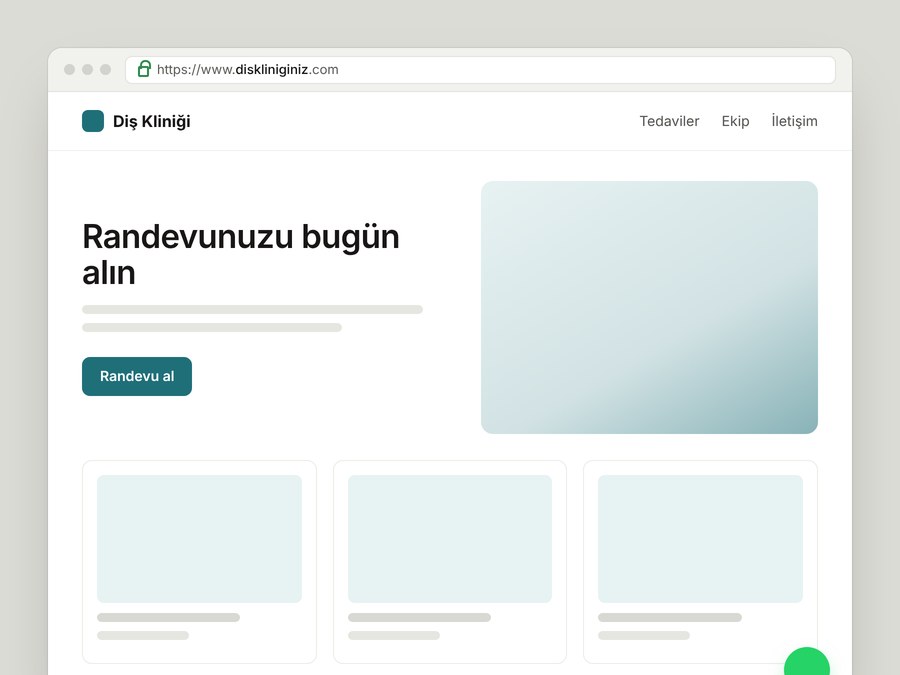 https://www.diskliniginiz.com
Diş Kliniği
Tedaviler
Ekip
İletişim
Randevunuzu bugün
alın
Randevu al